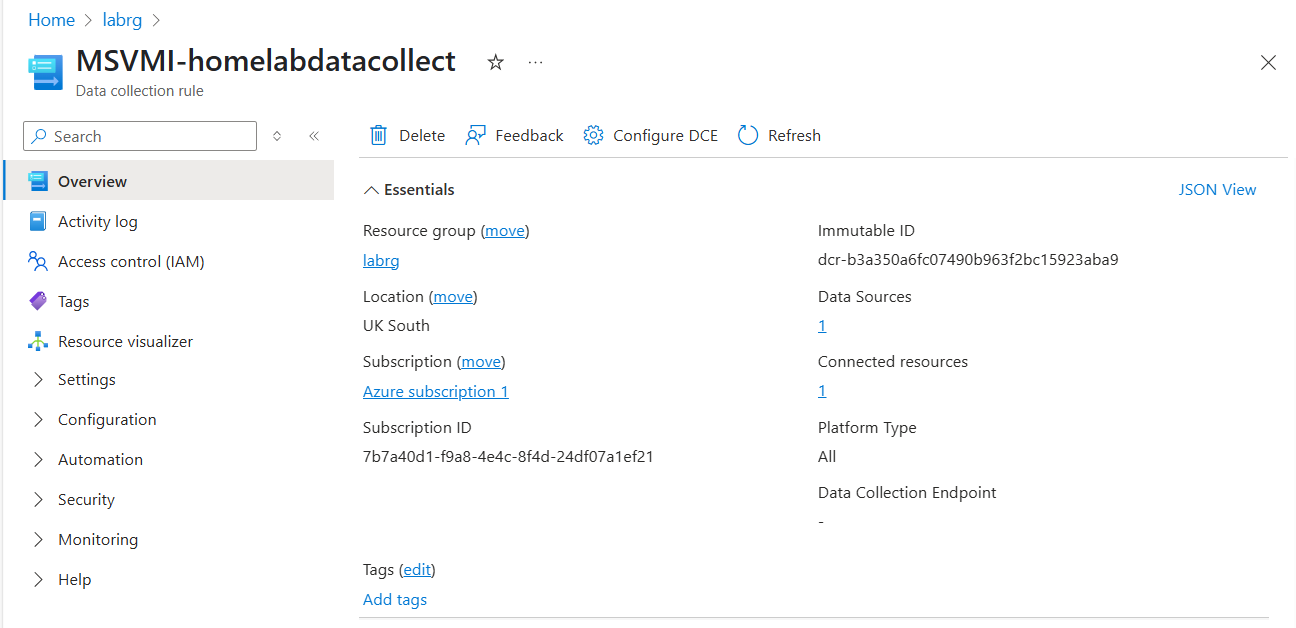 Home > labrg >
MSVMI-homelabdatacollect
Data collection rule
Search
Overview
Activity log
Access control (IAM)
Tags
Resource visualizer
Settings
Configuration
Automation
Security
Monitoring
Help
Delete Feedback Configure DCE Refresh
Essentials
JSON View
Resource group (move)
labrg
Location (move)
UK South
Subscription (move)
Azure subscription 1
Subscription ID
7b7a40d1-f9a8-4e4c-8f4d-24df07a1ef21
Immutable ID
dcr-b3a350a6fc07490b963f2bc15923aba9
Data Sources
1
Connected resources
1
Platform Type
All
Data Collection Endpoint
-
Tags (edit)
Add tags